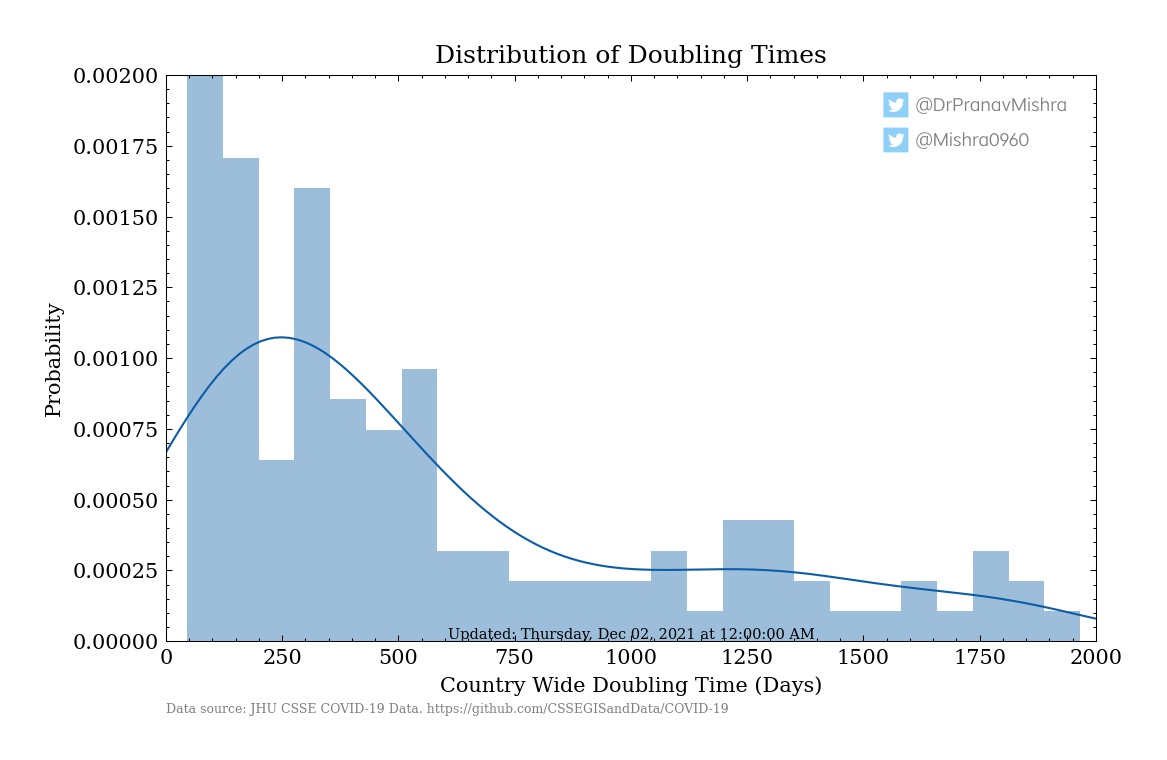 Distribution of Doubling Times
@DrPranavMishra
@Mishra0960
0.00200
0.00175
0.00150
0.00125
0.00100
0.00075
0.00050
0.00025
0.00000
Probability
Updated: Thursday, Dec 02, 2021 at 12:00:00 AM
0 250 500 750 1000 1250 1500 1750 2000
Country Wide Doubling Time (Days)
Data source: JHU CSSE COVID-19 Data. https://github.com/CSSEGISandData/COVID-19